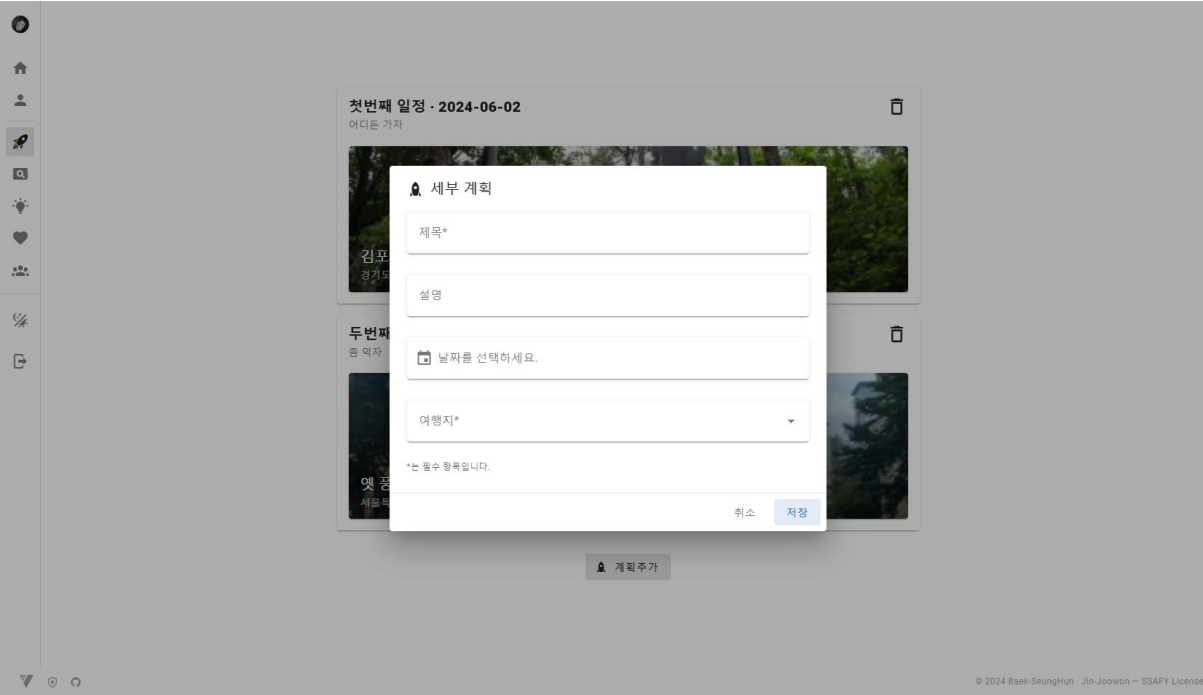 첫번째 일정 · 2024-06-02
어디든 가자
김포
경기도
세부 계획
제목*
설명
날짜를 선택하세요.
여행지*
*는 필수 항목입니다.
취소
저장
두번째
좀 먹자
옛 풍
서울특
계획추가
© 2024 Baek-SeungHun · Jin-Joowon — SSAFY License